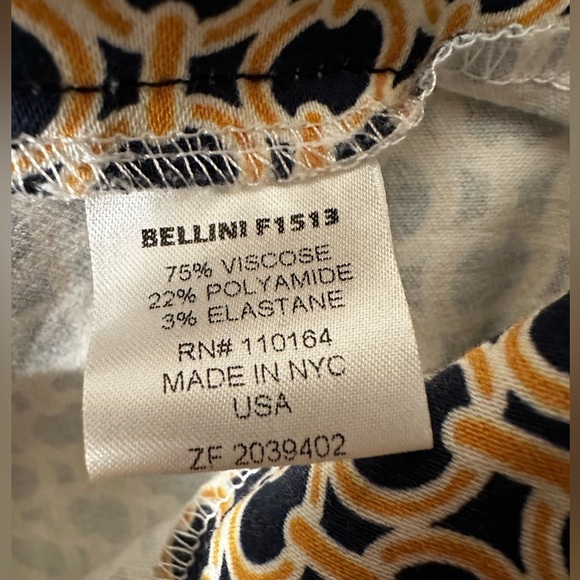 BELLINI F1513
75% VISCOSE
22% POLYAMIDE
3% ELASTANE
RN# 110164
MADE IN NYC
USA
ZF 2039402